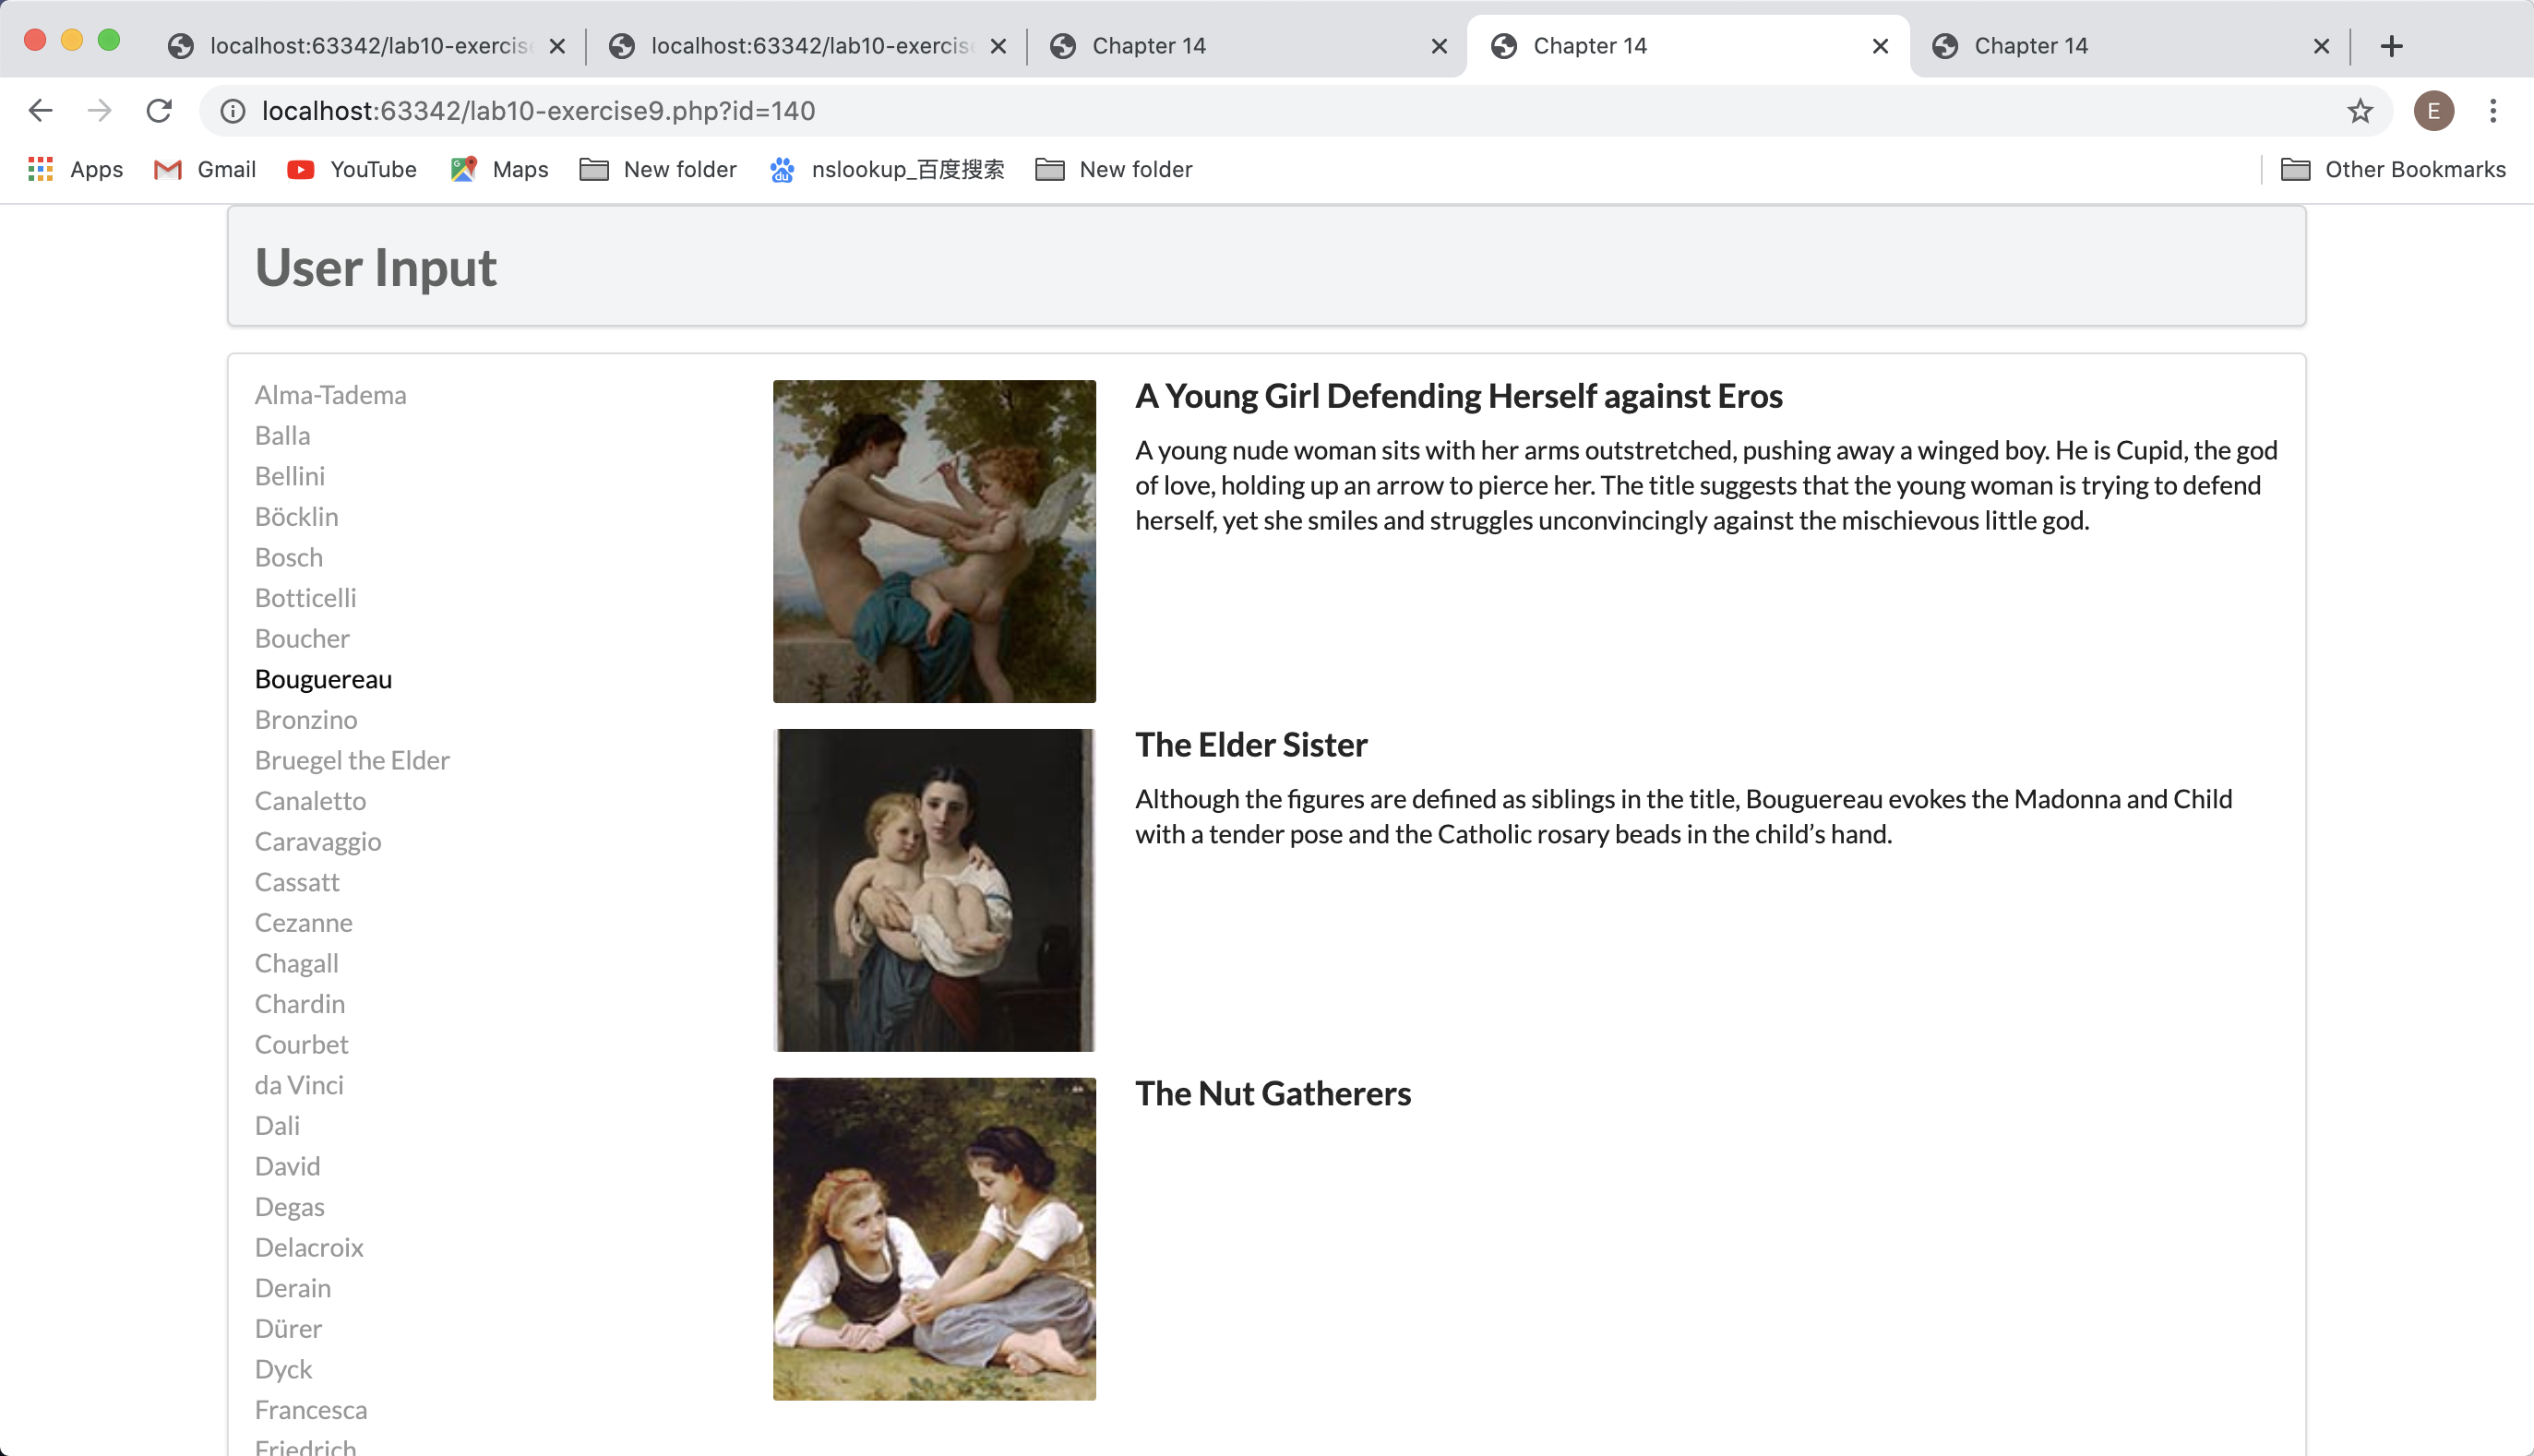 localhost:63342/lab10-exercis
localhost:63342/lab10-exercis
Chapter 14
Chapter 14
Chapter 14
localhost:63342/lab10-exercise9.php?id=140
E
Apps
Gmail
YouTube
Maps
New folder
du
nslookup_百度搜索
New folder
Other Bookmarks
User Input
Alma-Tadema
Balla
Bellini
Böcklin
Bosch
Botticelli
Boucher
Bouguereau
Bronzino
Bruegel the Elder
Canaletto
Caravaggio
Cassatt
Cezanne
Chagall
Chardin
Courbet
da Vinci
Dali
David
Degas
Delacroix
Derain
Dürer
Dyck
Francesca
Friedrich
A Young Girl Defending Herself against Eros
A young nude woman sits with her arms outstretched, pushing away a winged boy. He is Cupid, the god
of love, holding up an arrow to pierce her. The title suggests that the young woman is trying to defend
herself, yet she smiles and struggles unconvincingly against the mischievous little god.
The Elder Sister
Although the figures are defined as siblings in the title, Bouguereau evokes the Madonna and Child
with a tender pose and the Catholic rosary beads in the child’s hand.
The Nut Gatherers